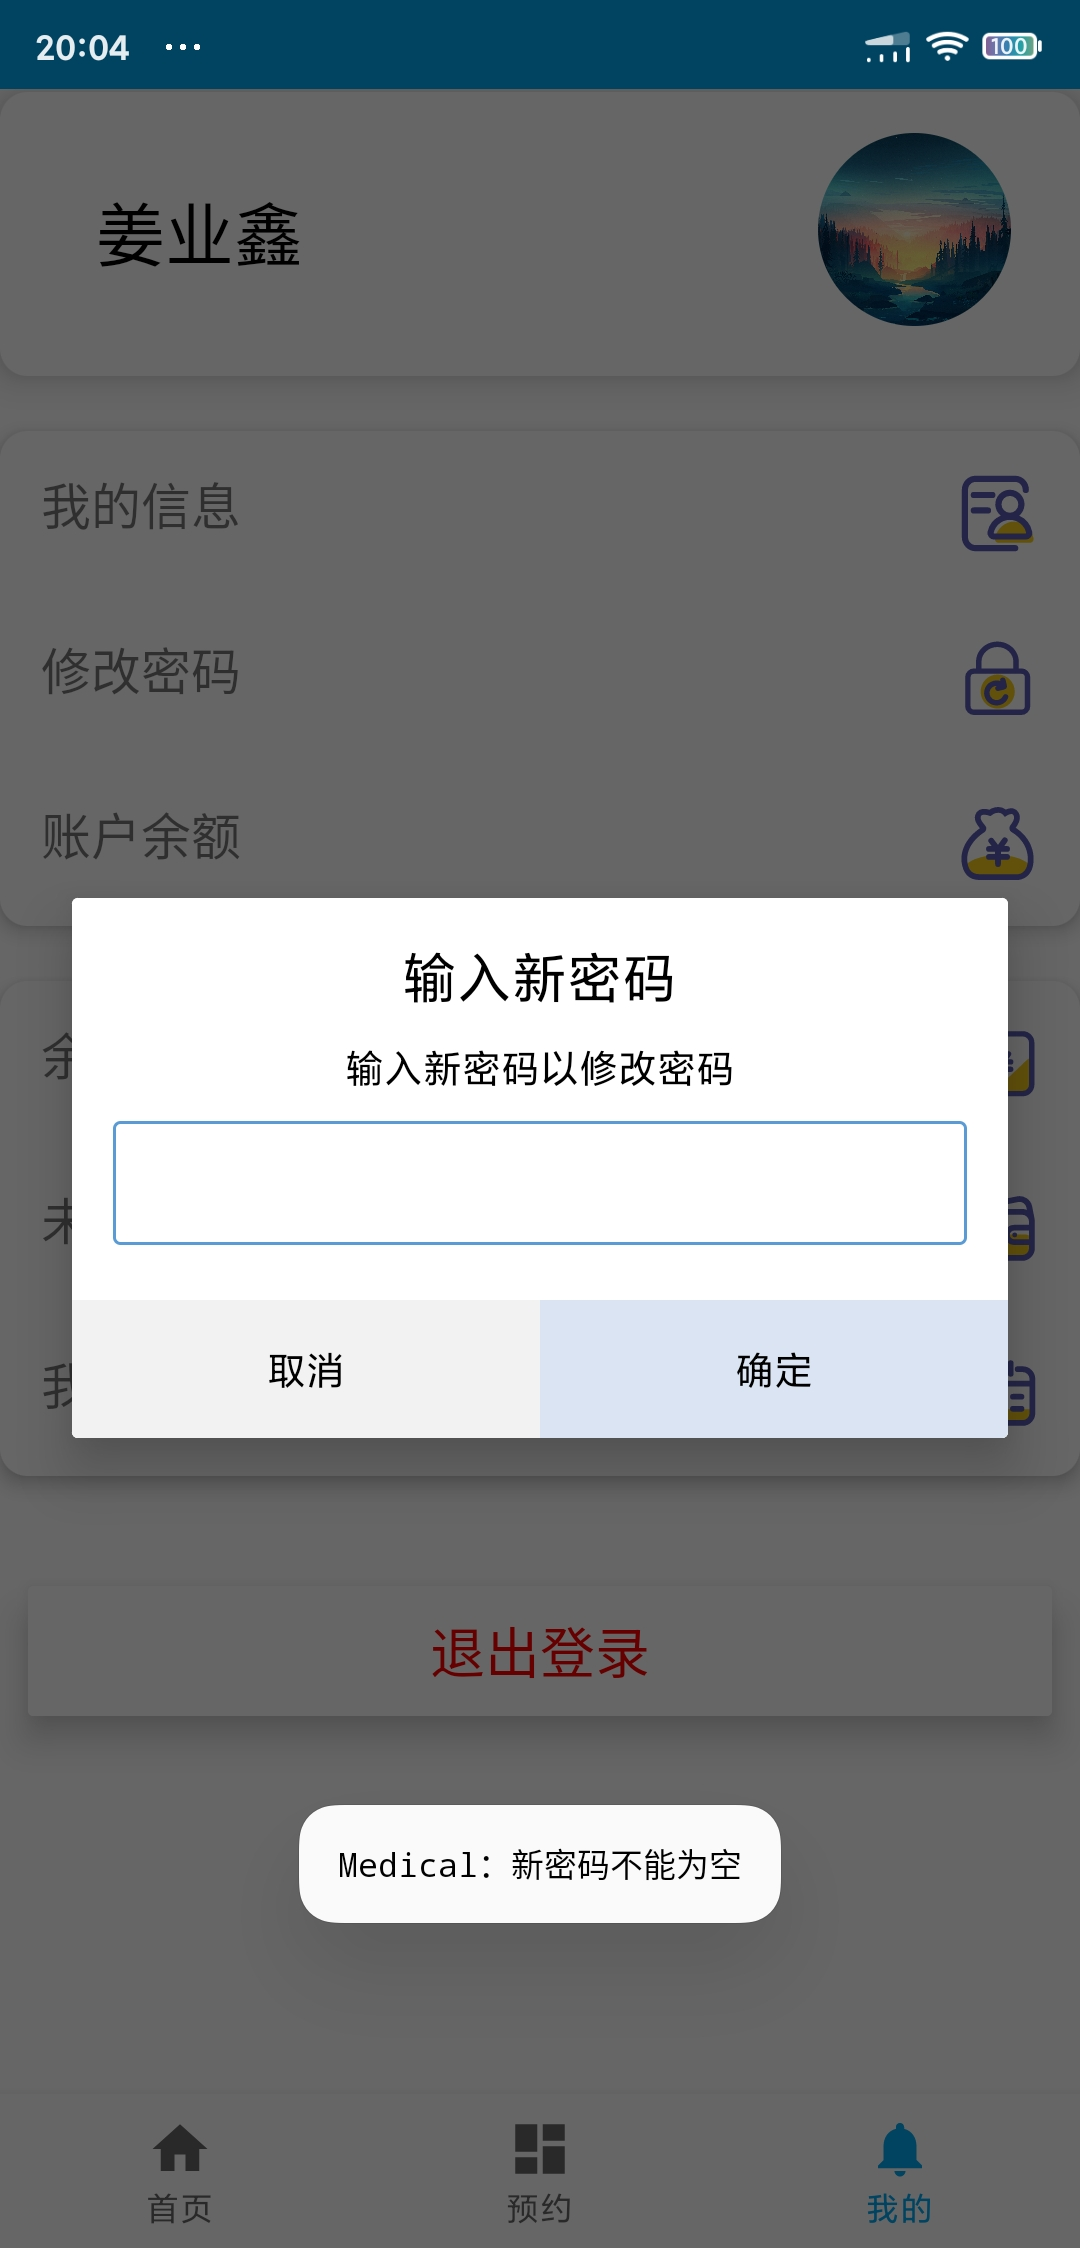 20:04 ...
100
姜业鑫
我的信息
修改密码
账户余额
输入新密码
输入新密码以修改密码
余
未
我
取消
确定
退出登录
Medical：新密码不能为空
首页
预约
我的